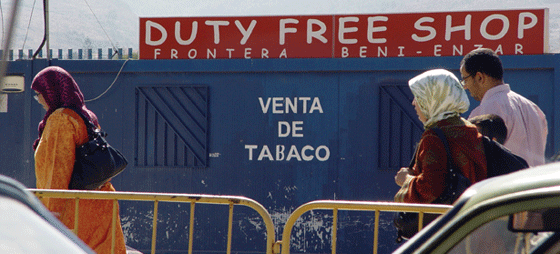 DUTY FREE SHOP
FRONTERA BENI-ENZAR
VENTA
DE
TABACO